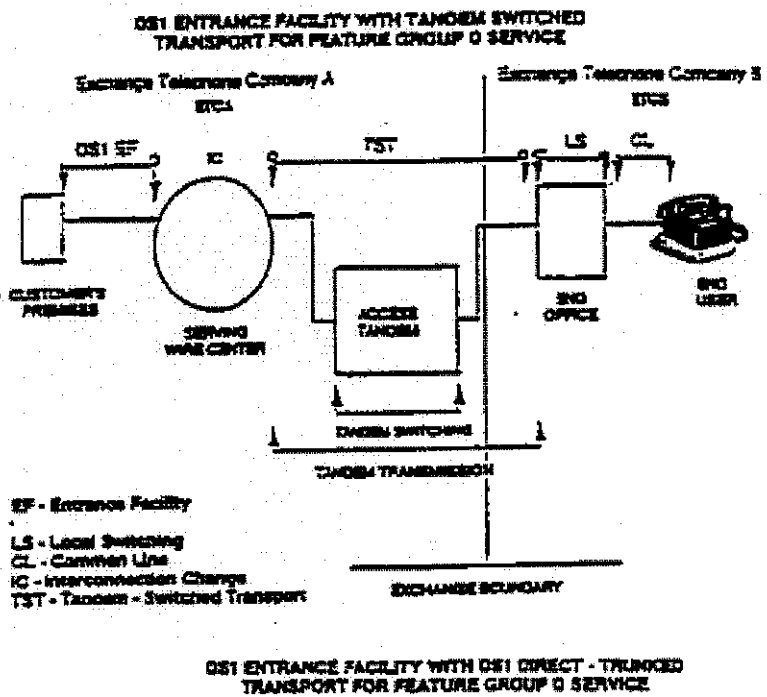 DS1 ENTRANCE FACILITY WITH TANDEM SWITCHED
TRANSPORT FOR FEATURE GROUP D SERVICE
Exchange Telephone Company A
ETCA
Exchange Telephone Company B
ETCB
DS1 EF
IC
TST
LS
CL
CUSTOMER'S
PREMISES
SERVING
WIRE CENTER
ACCESS
TANDEM
END
OFFICE
END
USER
TANDEM SWITCHING
TANDEM TRANSMISSION
EF - Entrance Facility
LS - Local Switching
CL - Common Line
IC - Interconnection Change
TST - Tandem - Switched Transport
EXCHANGE BOUNDARY
DS1 ENTRANCE FACILITY WITH DS1 DIRECT - TRUNKED
TRANSPORT FOR FEATURE GROUP D SERVICE